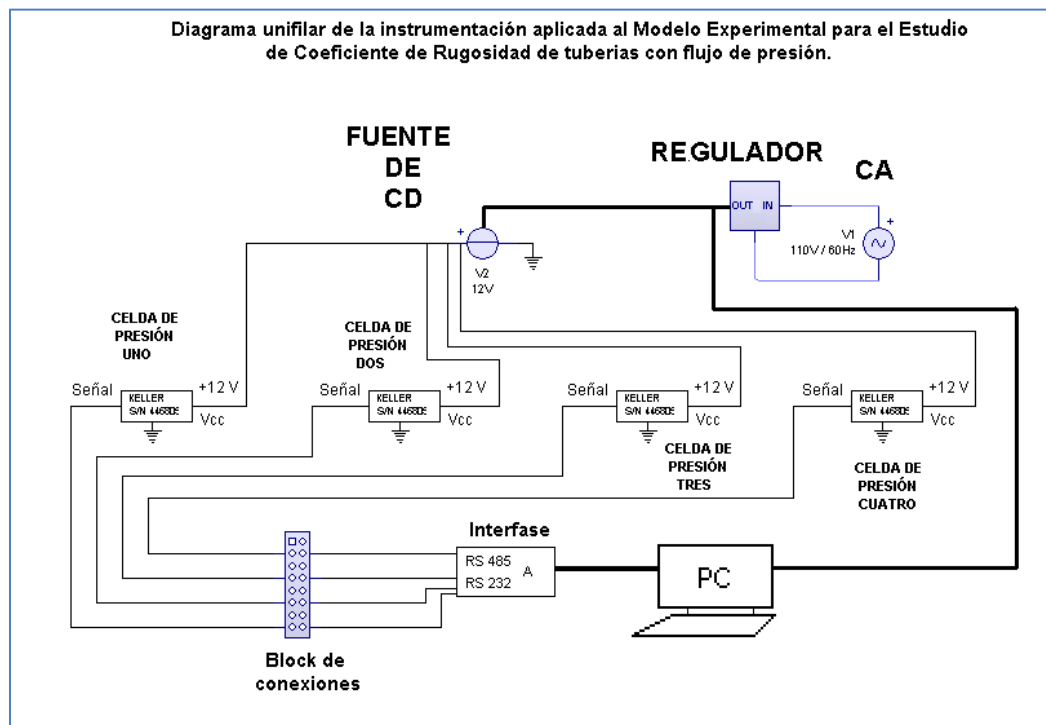 Diagrama unifilar de la instrumentación aplicada al Modelo Experimental para el Estudio
de Coeficiente de Rugosidad de tuberias con flujo de presión.
FUENTE
DE
CD
REGULADOR
CA
OUT IN
+
V1
110V / 60Hz
+
V2
12V
CELDA DE
PRESIÓN
UNO
CELDA DE
PRESIÓN
DOS
Señal
KELLER
+12 V
Vcc
Señal
KELLER
+12 V
Vcc
Señal
KELLER
+12 V
Vcc
Señal
KELLER
+12 V
Vcc
CELDA DE
PRESIÓN
TRES
CELDA DE
PRESIÓN
CUATRO
Interfase
RS 485
A
RS 232
PC
Block de
conexiones